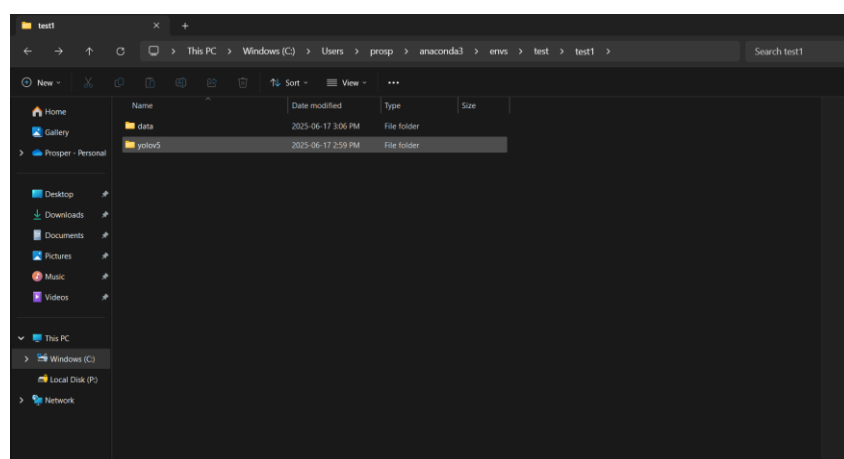 test1
This PC > Windows (C:) > Users > prosp > anaconda3 > envs > test > test1 >
Search test1
New
Sort
View
Home
Gallery
Prosper - Personal
Desktop
Downloads
Documents
Pictures
Music
Videos
This PC
Windows (C:)
Local Disk (P:)
Network
Name Date modified Type Size
data 2025-06-17 3:06 PM File folder
yolov5 2025-06-17 2:59 PM File folder